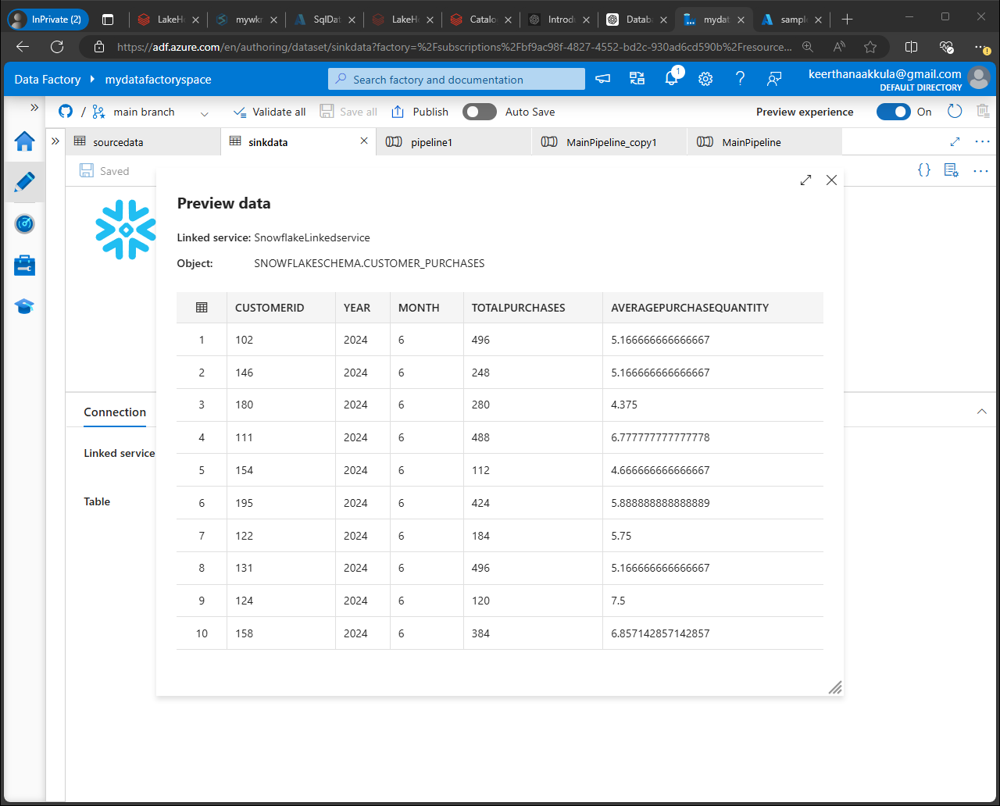 InPrivate (2)
LakeHo
mywkr
SqlDat
LakeHo
Catalo
Introdu
Datab
mydat
sample
https://adf.azure.com/en/authoring/dataset/sinkdata?factory=%2Fsubscriptions%2Fbf9ac98f-4827-4552-bd2c-930ad6cd590b%2Fresource...
Data Factory
mydatafactoryspace
Search factory and documentation
1
keerthanaakkula@gmail.com
DEFAULT DIRECTORY
/ main branch
Validate all
Save all
Publish
Auto Save
Preview experience
On
sourcedata
sinkdata
pipeline1
MainPipeline_copy1
MainPipeline
Saved
Connection
Linked service
Table
Preview data
Linked service: SnowflakeLinkedservice
Object: SNOWFLAKESCHEMA.CUSTOMER_PURCHASES
CUSTOMERID YEAR MONTH TOTALPURCHASES AVERAGEPURCHASEQUANTITY
1 102 2024 6 496 5.166666666666667
2 146 2024 6 248 5.166666666666667
3 180 2024 6 280 4.375
4 111 2024 6 488 6.777777777777778
5 154 2024 6 112 4.666666666666667
6 195 2024 6 424 5.888888888888889
7 122 2024 6 184 5.75
8 131 2024 6 496 5.166666666666667
9 124 2024 6 120 7.5
10 158 2024 6 384 6.857142857142857